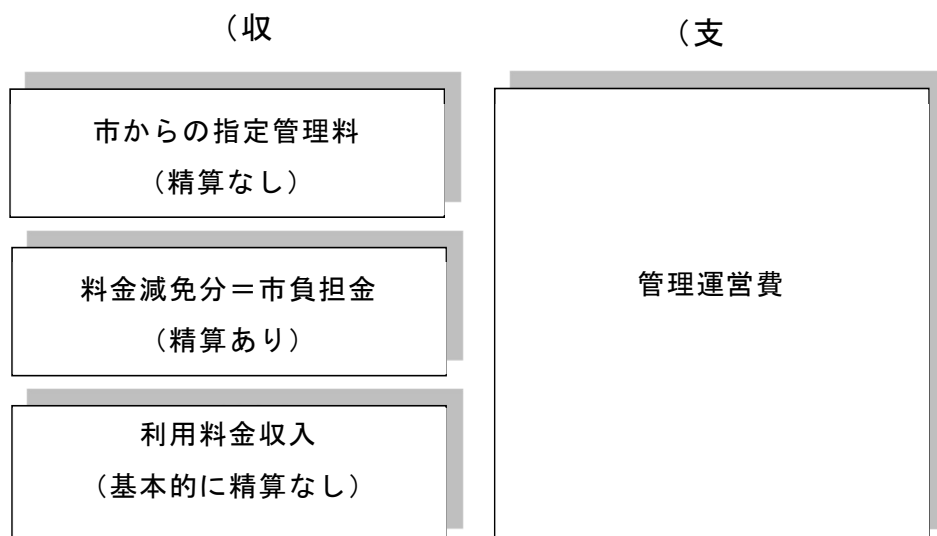 （収
（支
市からの指定管理料
（精算なし）
料金減免分＝市負担金
（精算あり）
利用料金収入
（基本的に精算なし）
管理運営費